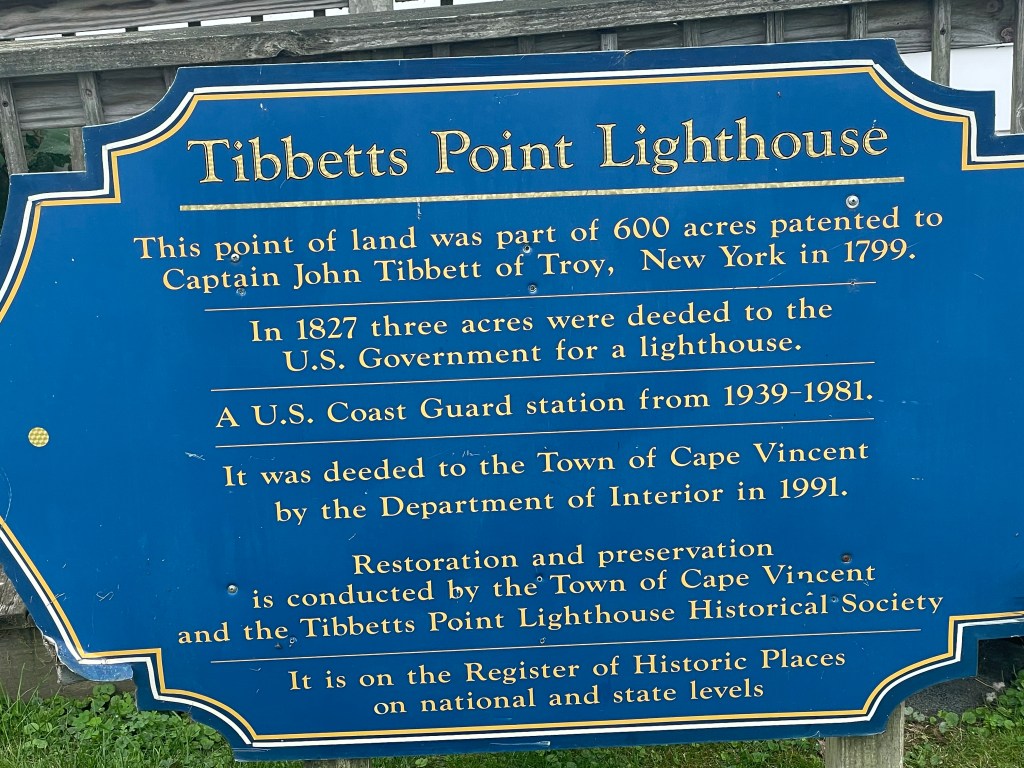 Tibbetts Point Lighthouse
This point of land was part of 600 acres patented to
Captain John Tibbett of Troy, New York in 1799.
In 1827 three acres were deeded to the
U.S. Government for a lighthouse.
A U.S. Coast Guard station from 1939-1981.
It was deeded to the Town of Cape Vincent
by the Department of Interior in 1991.
Restoration and preservation
is conducted by the Town of Cape Vincent
and the Tibbetts Point Lighthouse Historical Society
It is on the Register of Historic Places
on national and state levels